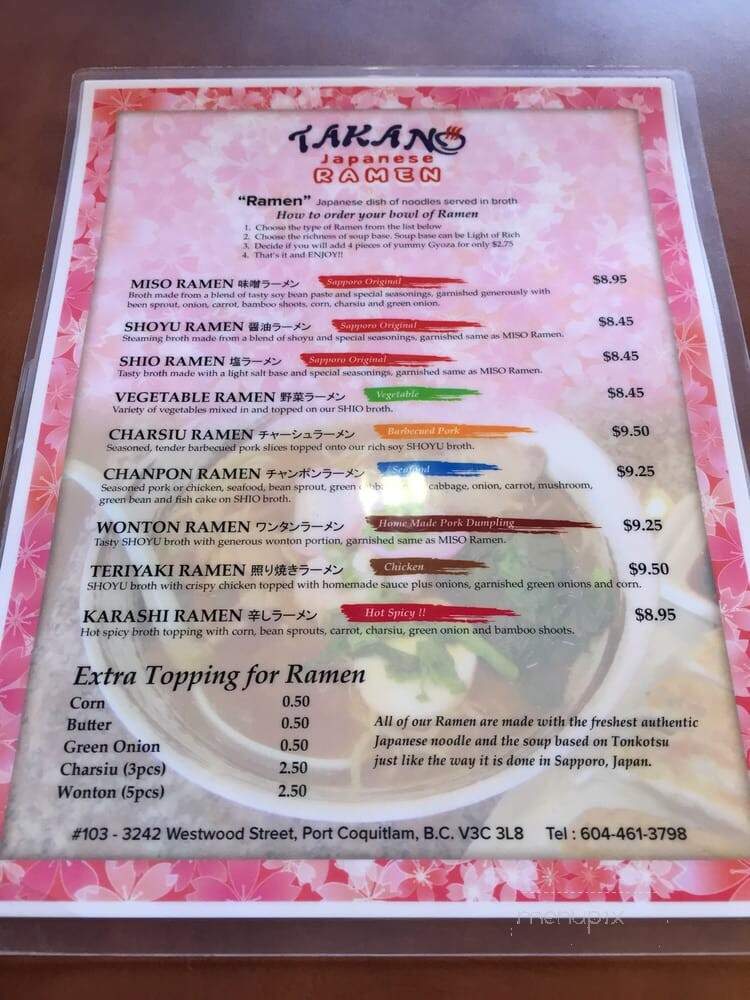 TAKANO
Japanese
RAMEN
"Ramen" Japanese dish of noodles served in broth
How to order your bowl of Ramen
1. Choose the type of Ramen from the list below
2. Choose the richness of soup base. Soup base can be Light of Rich
3. Decide if you will add 4 pieces of yummy Gyoza for only $2.75
4. That's it and ENJOY!!
MISO RAMEN 味噌ラーメン Sapporo Original $8.95
Broth made from a blend of tasty soy bean paste and special seasonings, garnished generously with
been sprout, onion, carrot, bamboo shoots, corn, charsiu and green onion.
SHOYU RAMEN 醤油ラーメン Sapporo Original $8.45
Steaming broth made from a blend of shoyu and special seasonings, garnished same as MISO Ramen.
SHIO RAMEN 塩ラーメン Sapporo Original $8.45
Tasty broth made with a light salt base and special seasonings, garnished same as MISO Ramen.
VEGETABLE RAMEN 野菜ラーメン Vegetable $8.45
Variety of vegetables mixed in and topped on our SHIO broth.
CHARSIU RAMEN チャーシュラーメン Barbecued Pork $9.50
Seasoned, tender barbecued pork slices topped onto our rich soy SHOYU broth.
CHANPON RAMEN チャンポンラーメン Seafood $9.25
Seasoned pork or chicken, seafood, bean sprout, green cabbage, onion, carrot, mushroom,
green bean and fish cake on SHIO broth.
WONTON RAMEN ワンタンラーメン Home Made Pork Dumpling $9.25
Tasty SHOYU broth with generous wonton portion, garnished same as MISO Ramen.
TERIYAKI RAMEN 照り焼きラーメン Chicken $9.50
SHOYU broth with crispy chicken topped with homemade sauce plus onions, garnished green onions and corn.
KARASHI RAMEN 辛しラーメン Hot Spicy !! $8.95
Hot spicy broth topping with corn, bean sprouts, carrot, charsiu, green onion and bamboo shoots.
Extra Topping for Ramen
Corn 0.50
Butter 0.50
Green Onion 0.50
Charsiu (3pcs) 2.50
Wonton (5pcs) 2.50
All of our Ramen are made with the freshest authentic
Japanese noodle and the soup based on Tonkotsu
just like the way it is done in Sapporo, Japan.
#103 - 3242 Westwood Street, Port Coquitlam, B.C. V3C 3L8 Tel : 604-461-3798
menupix